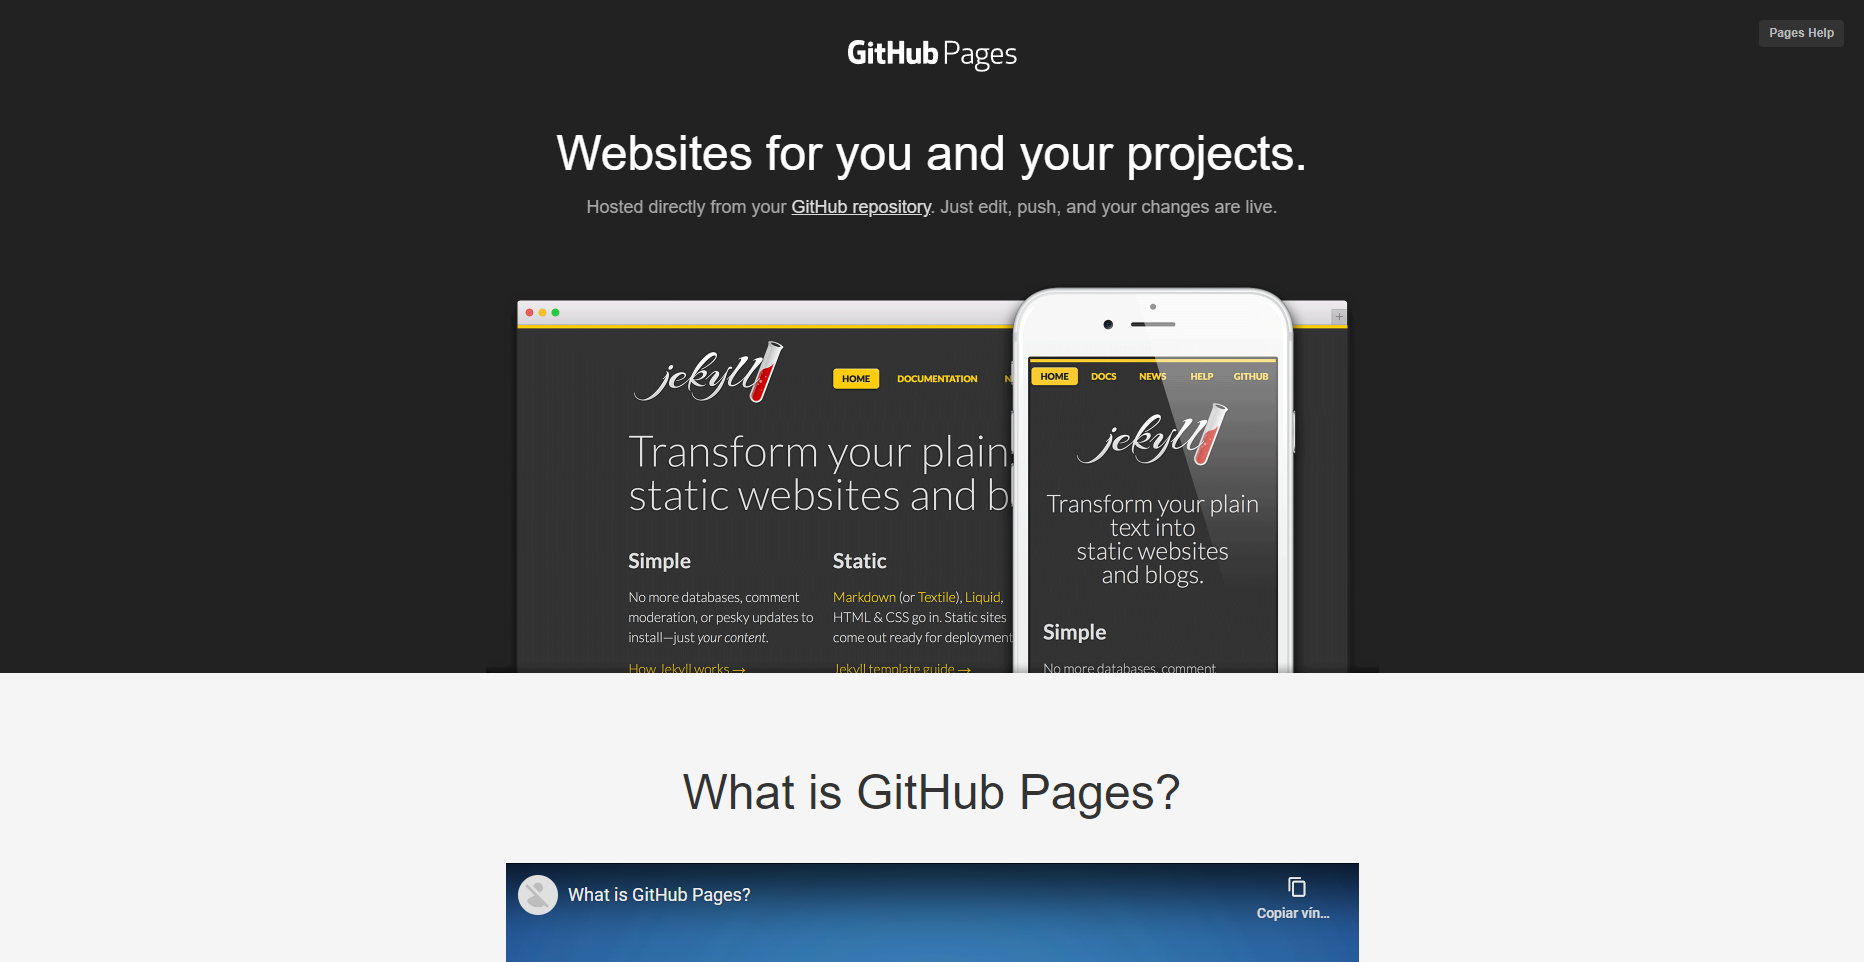 GitHub Pages
Pages Help
Websites for you and your projects.
Hosted directly from your GitHub repository. Just edit, push, and your changes are live.
jekyll
HOME DOCUMENTATION
Transform your plain
static websites and b
Simple
No more databases, comment
moderation, or pesky updates to
install—just your content.
How Jekyll works →
Static
Markdown (or Textile), Liquid,
HTML & CSS go in. Static sites
come out ready for deployment
Jekyll template guide →
HOME DOCS NEWS HELP GITHUB
jekyll
Transform your plain
text into
static websites
and blogs.
Simple
No more databases, comment
What is GitHub Pages?
What is GitHub Pages?
Copiar vín...